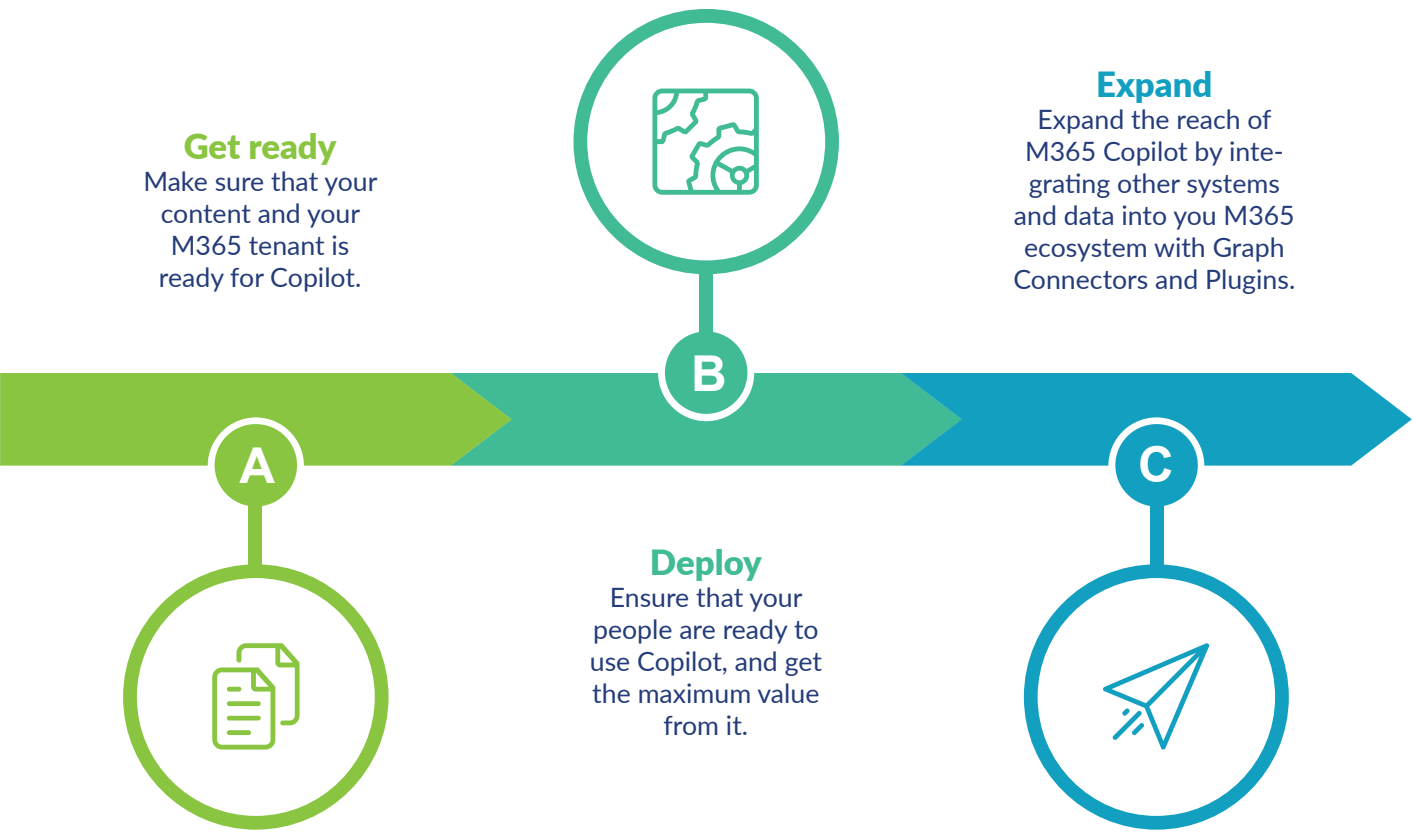 Get ready
Make sure that your
content and your
M365 tenant is
ready for Copilot.
A
B
Deploy
Ensure that your
people are ready to
use Copilot, and get
the maximum value
from it.
Expand
Expand the reach of
M365 Copilot by inte-
grating other systems
and data into you M365
ecosystem with Graph
Connectors and Plugins.
C